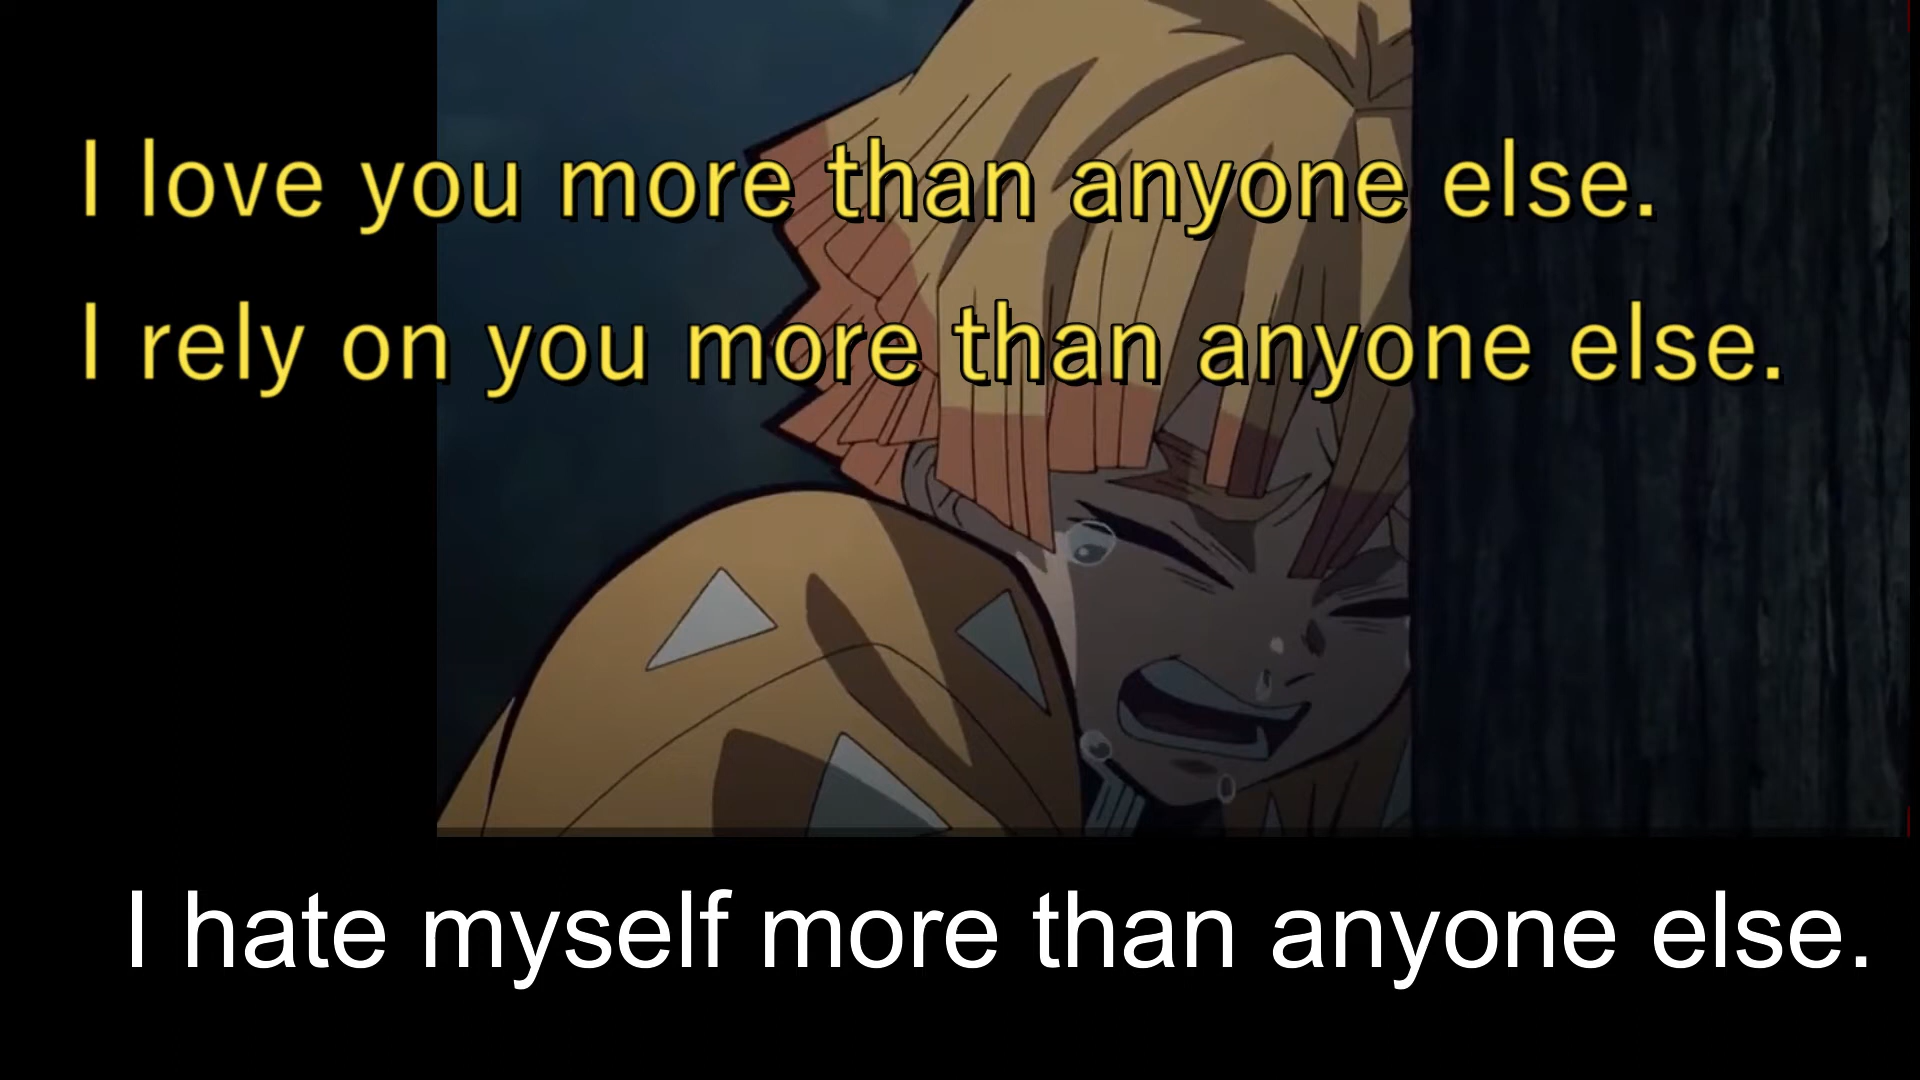 I love you more than anyone else.
I rely on you more than anyone else.
I hate myself more than anyone else.